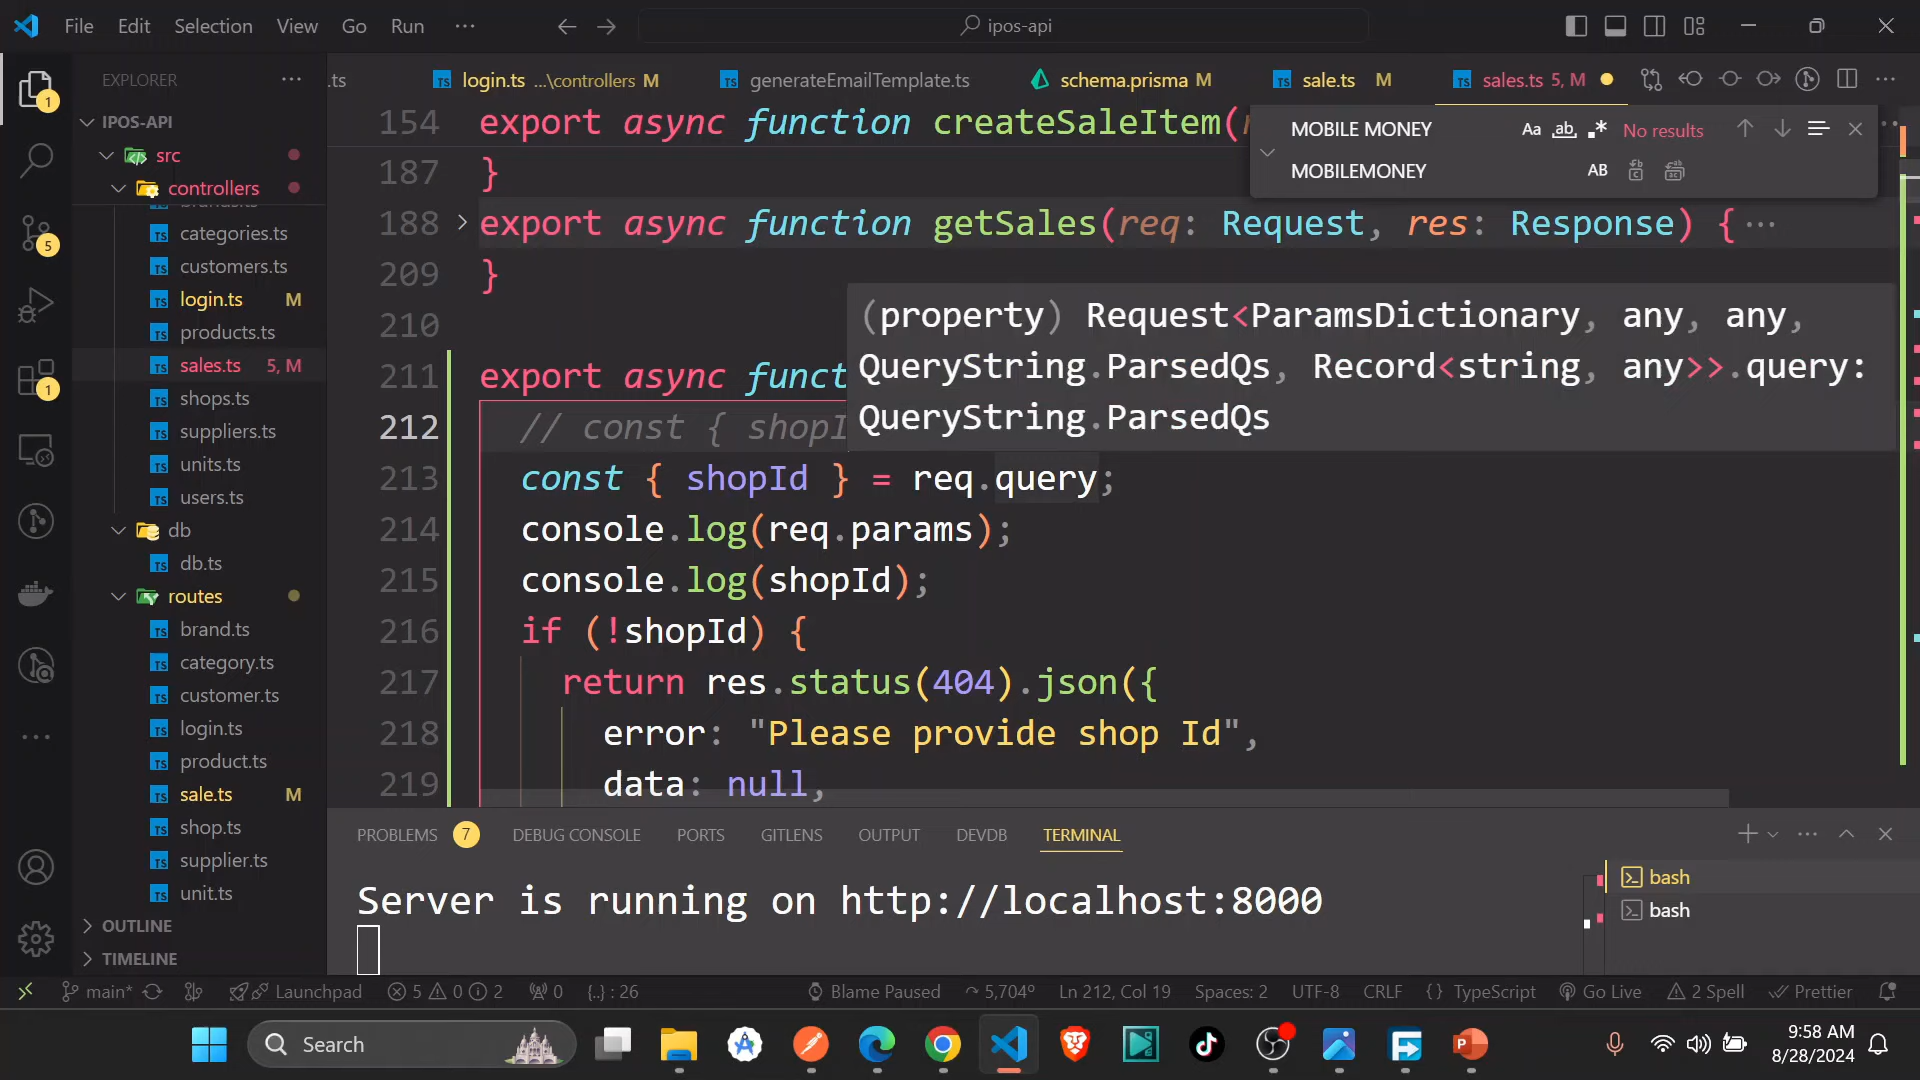 File Edit Selection View Go Run ··· ipos-api
EXPLORER ···
.ts login.ts ...\controllers M generateEmailTemplate.ts schema.prisma M sale.ts M sales.ts 5, M ···
MOBILE MONEY Aa ab .* No results
MOBILEMONEY AB
IPOS-API
src
controllers
categories.ts
customers.ts
login.ts M
products.ts
sales.ts 5, M
shops.ts
suppliers.ts
units.ts
users.ts
db
db.ts
routes
brand.ts
category.ts
customer.ts
login.ts
product.ts
sale.ts M
shop.ts
supplier.ts
unit.ts
OUTLINE
TIMELINE
1
5
1
154 export async function createSaleItem(
187 }
188 export async function getSales(req: Request, res: Response) { ···
209 }
210
211 export async funct
212 // const { shopI
213 const { shopId } = req.query;
214 console.log(req.params);
215 console.log(shopId);
216 if (!shopId) {
217 return res.status(404).json({
218 error: "Please provide shop Id",
219 data: null,
(property) Request<ParamsDictionary, any, any,
QueryString.ParsedQs, Record<string, any>>.query:
QueryString.ParsedQs
PROBLEMS 7 DEBUG CONSOLE PORTS GITLENS OUTPUT DEVDB TERMINAL
Server is running on http://localhost:8000
bash
bash
main* Launchpad 5 0 2 0 {..} : 26 Blame Paused 5,704º Ln 212, Col 19 Spaces: 2 UTF-8 CRLF {} TypeScript Go Live 2 Spell Prettier
Search
9:58 AM
8/28/2024